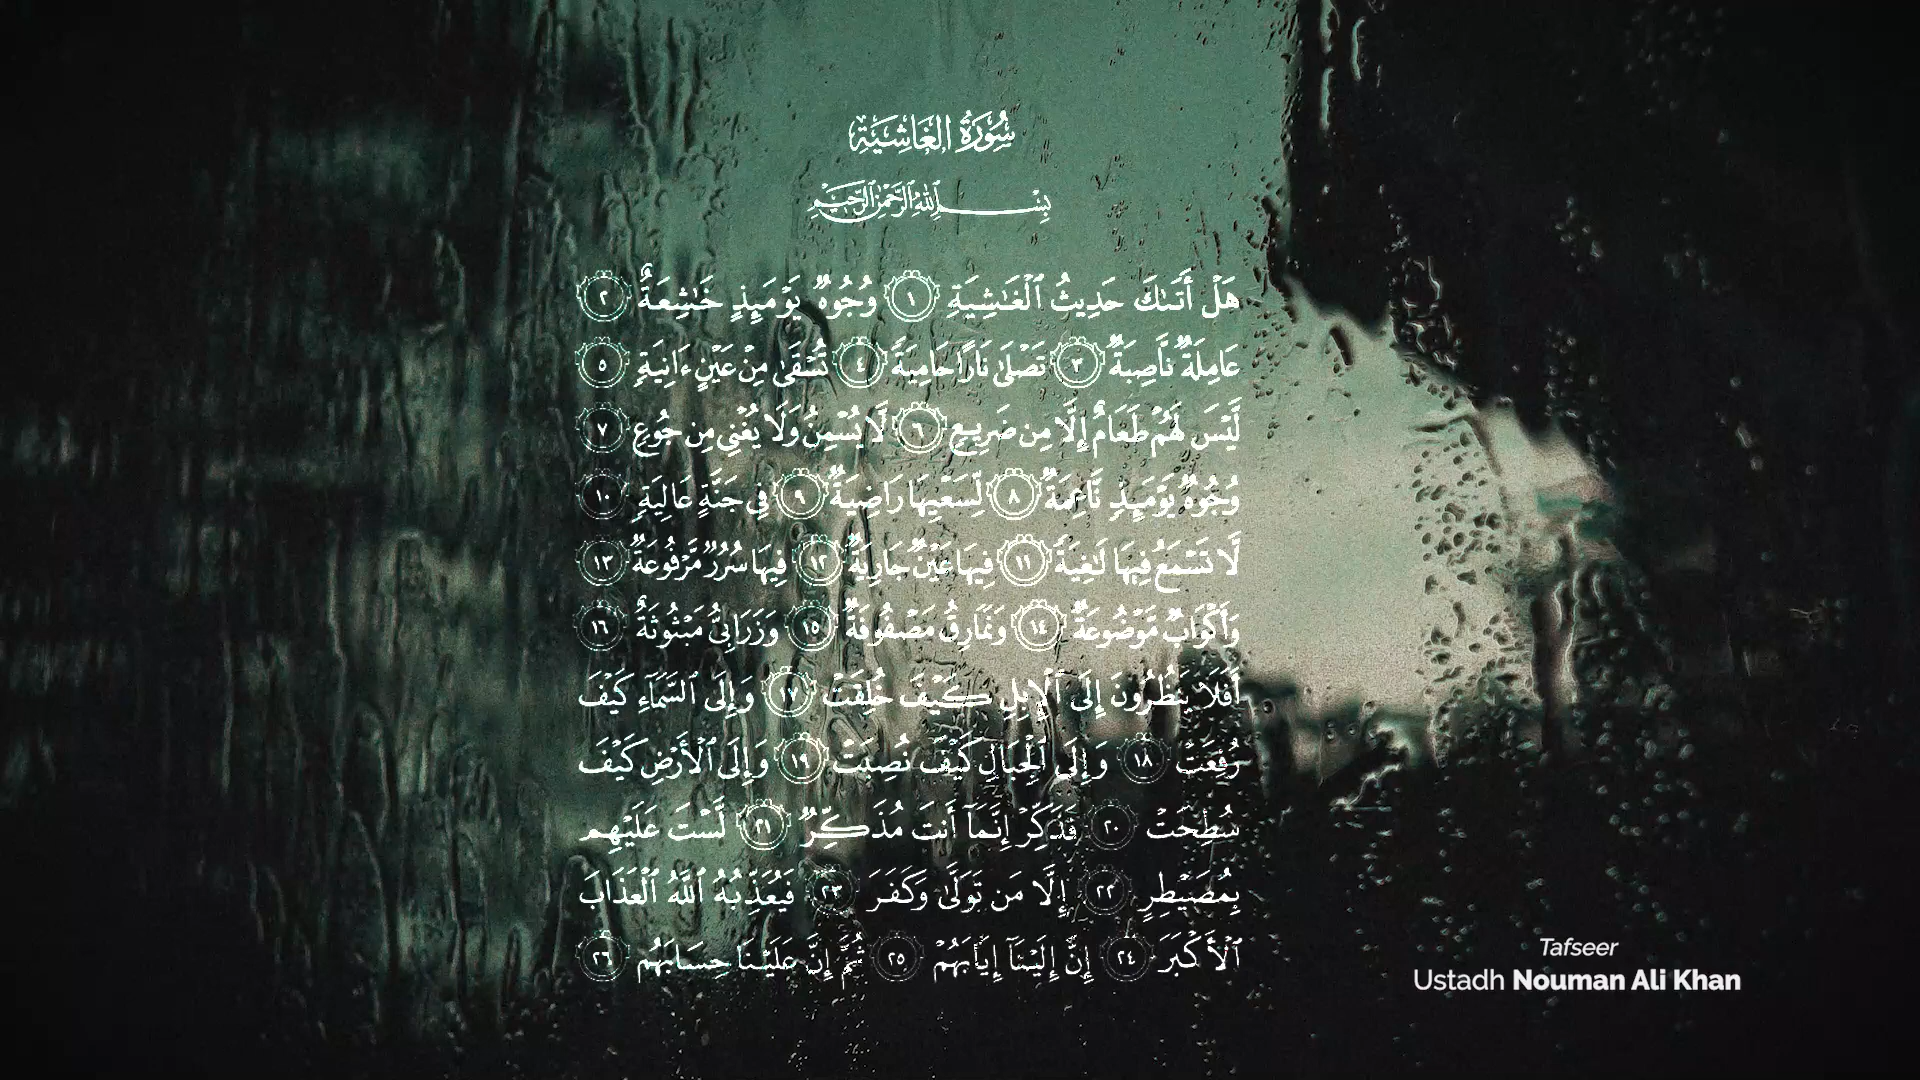 سُورَةُ الغَاشِيَةِ
بِسْمِ ٱللَّهِ ٱلرَّحْمَٰنِ ٱلرَّحِيمِ
هَلْ أَتَىٰكَ حَدِيثُ ٱلْغَٰشِيَةِ ١ وُجُوهٌ يَوْمَئِذٍ خَٰشِعَةٌ ٢
عَامِلَةٌ نَّاصِبَةٌ ٣ تَصْلَىٰ نَارًا حَامِيَةً ٤ تُسْقَىٰ مِنْ عَيْنٍ ءَانِيَةٍ ٥
لَّيْسَ لَهُمْ طَعَامٌ إِلَّا مِن ضَرِيعٍ ٦ لَّا يُسْمِنُ وَلَا يُغْنِى مِن جُوعٍ ٧
وُجُوهٌ يَوْمَئِذٍ نَّاعِمَةٌ ٨ لِّسَعْيِهَا رَاضِيَةٌ ٩ فِى جَنَّةٍ عَالِيَةٍ ١٠
لَّا تَسْمَعُ فِيهَا لَٰغِيَةً ١١ فِيهَا عَيْنٌ جَارِيَةٌ ١٢ فِيهَا سُرُرٌ مَّرْفُوعَةٌ ١٣
وَأَكْوَابٌ مَّوْضُوعَةٌ ١٤ وَنَمَارِقُ مَصْفُوفَةٌ ١٥ وَزَرَابِىُّ مَبْثُوثَةٌ ١٦
أَفَلَا يَنظُرُونَ إِلَى ٱلْإِبِلِ كَيْفَ خُلِقَتْ ١٧ وَإِلَى ٱلسَّمَآءِ كَيْفَ
رُفِعَتْ ١٨ وَإِلَى ٱلْجِبَالِ كَيْفَ نُصِبَتْ ١٩ وَإِلَى ٱلْأَرْضِ كَيْفَ
سُطِحَتْ ٢٠ فَذَكِّرْ إِنَّمَآ أَنتَ مُذَكِّرٌ ٢١ لَّسْتَ عَلَيْهِم
بِمُصَيْطِرٍ ٢٢ إِلَّا مَن تَوَلَّىٰ وَكَفَرَ ٢٣ فَيُعَذِّبُهُ ٱللَّهُ ٱلْعَذَابَ
ٱلْأَكْبَرَ ٢٤ إِنَّ إِلَيْنَآ إِيَابَهُمْ ٢٥ ثُمَّ إِنَّ عَلَيْنَا حِسَابَهُم ٢٦
Tafseer
Ustadh Nouman Ali Khan